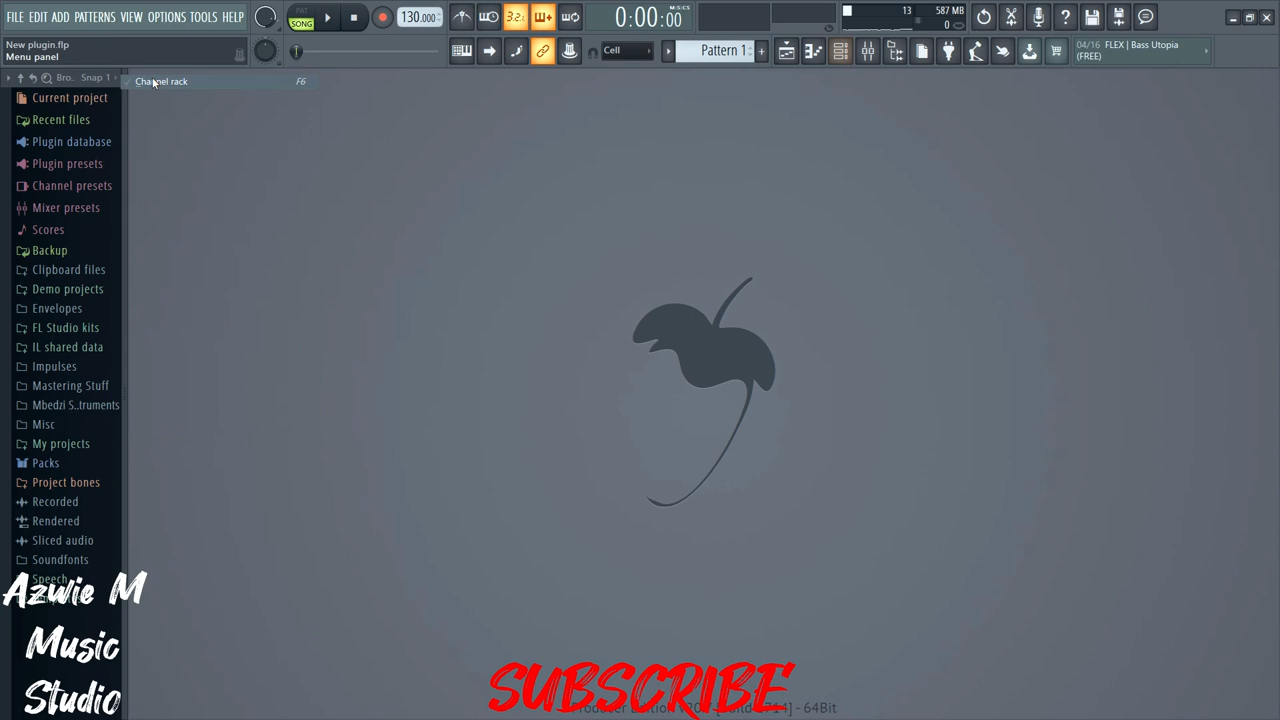 FILE EDIT ADD PATTERNS VIEW OPTIONS TOOLS HELP
PAT
SONG
130.000
3.2.
0:00:00
M:S:CS
13
587 MB
0
New plugin.flp
Menu panel
Cell
Pattern 1
04/16 FLEX | Bass Utopia
(FREE)
Bro.. Snap 1
Channel rack F6
Current project
Recent files
Plugin database
Plugin presets
Channel presets
Mixer presets
Scores
Backup
Clipboard files
Demo projects
Envelopes
FL Studio kits
IL shared data
Impulses
Mastering Stuff
Mbedzi S..truments
Misc
My projects
Packs
Project bones
Recorded
Rendered
Sliced audio
Soundfonts
Speech
Azwie M
Music
Studio
SUBSCRIBE
- 64Bit